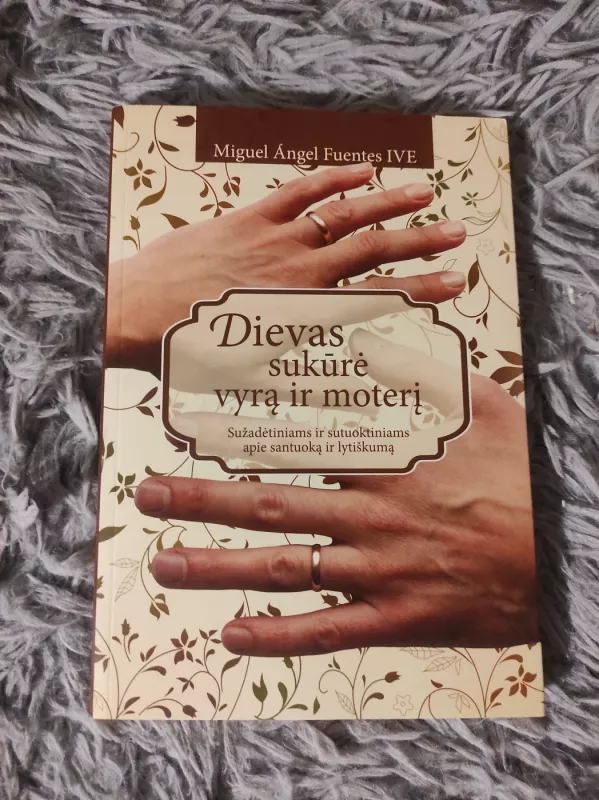 Miguel Ángel Fuentes IVE
Dievas
sukūrė
vyrą ir moterį
Sužadėtiniams ir sutuoktiniams
apie santuoką ir lytiškumą